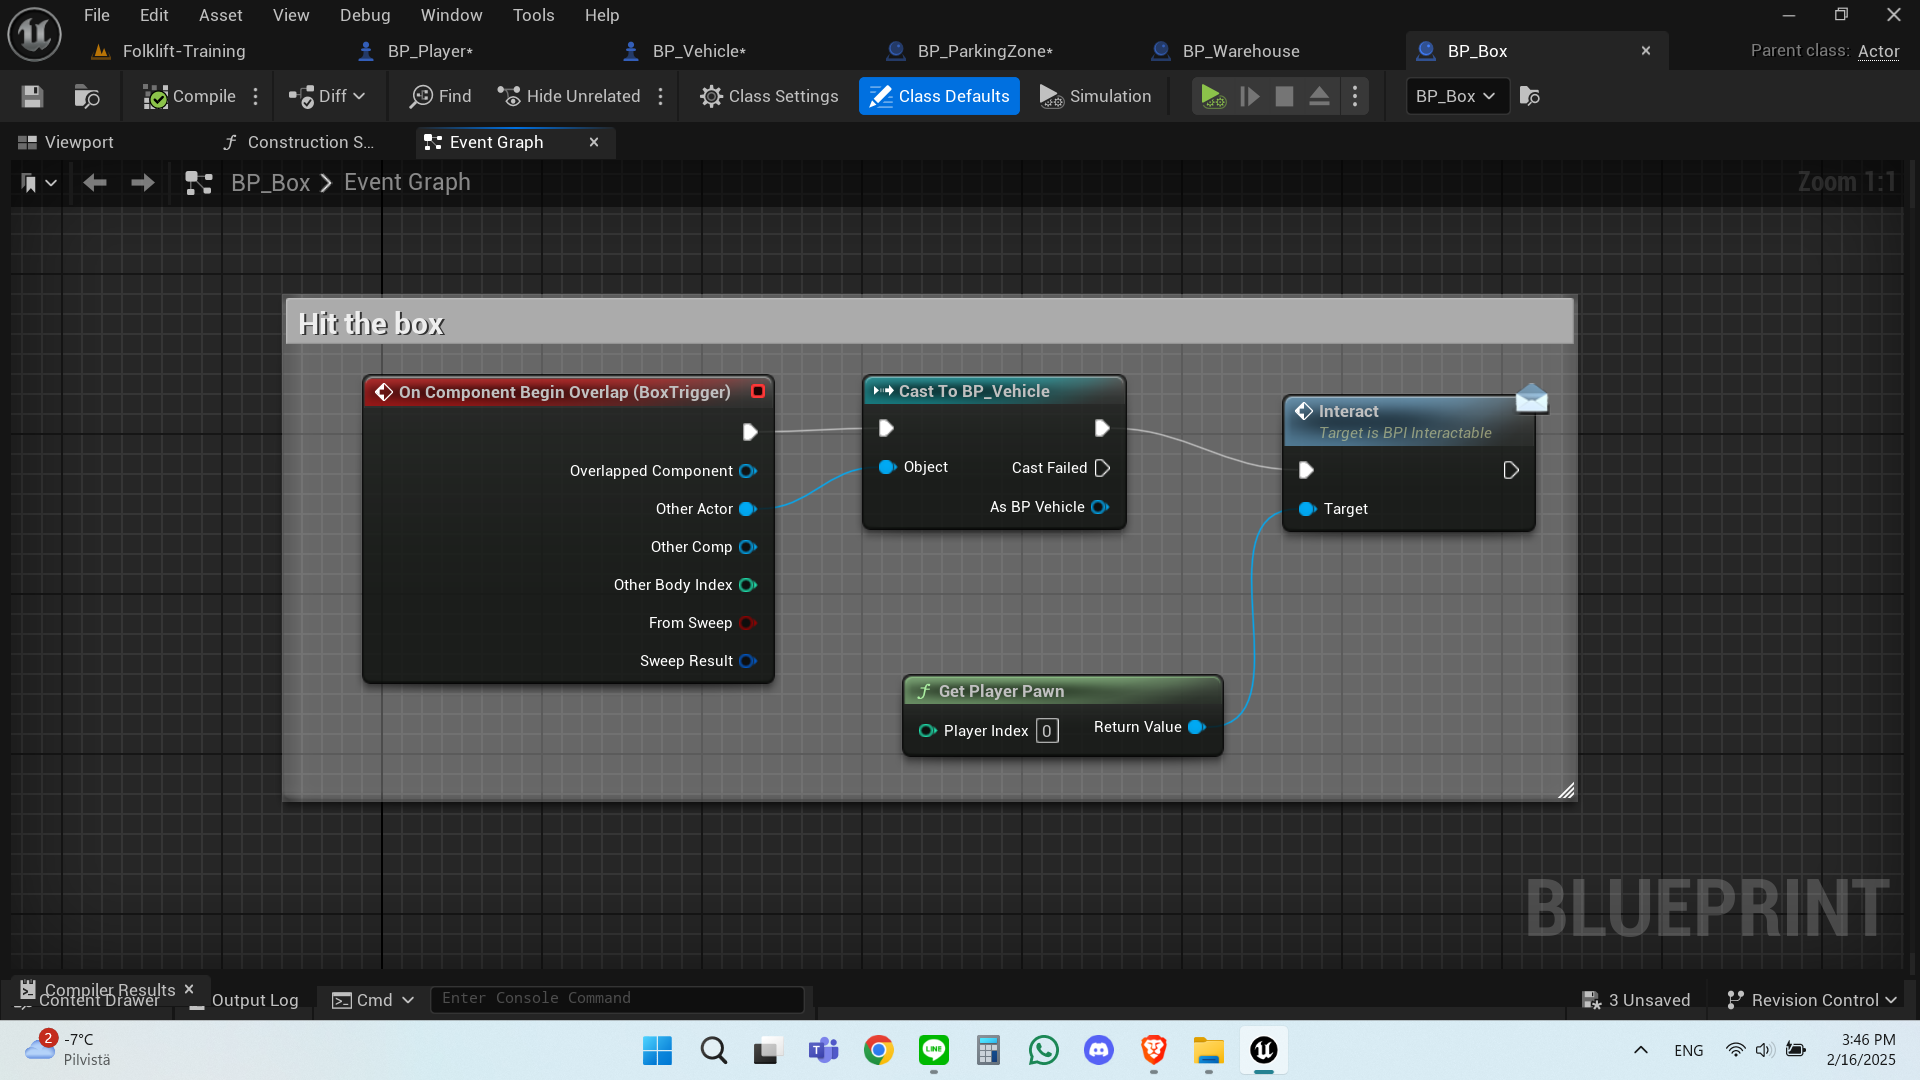 File Edit Asset View Debug Window Tools Help
Folklift-Training BP_Player* BP_Vehicle* BP_ParkingZone* BP_Warehouse BP_Box Parent class: Actor
Compile Diff Find Hide Unrelated Class Settings Class Defaults Simulation BP_Box
Viewport Construction S... Event Graph
BP_Box > Event Graph Zoom 1:1
Hit the box
On Component Begin Overlap (BoxTrigger)
Overlapped Component
Other Actor
Other Comp
Other Body Index
From Sweep
Sweep Result
Cast To BP_Vehicle
Object Cast Failed
As BP Vehicle
Interact
Target is BPI Interactable
Target
Get Player Pawn
Player Index 0 Return Value
BLUEPRINT
Compiler Results
Content Drawer Output Log Cmd Enter Console Command 3 Unsaved Revision Control
2 -7°C
Pilvistä
LINE
ENG
3:46 PM
2/16/2025